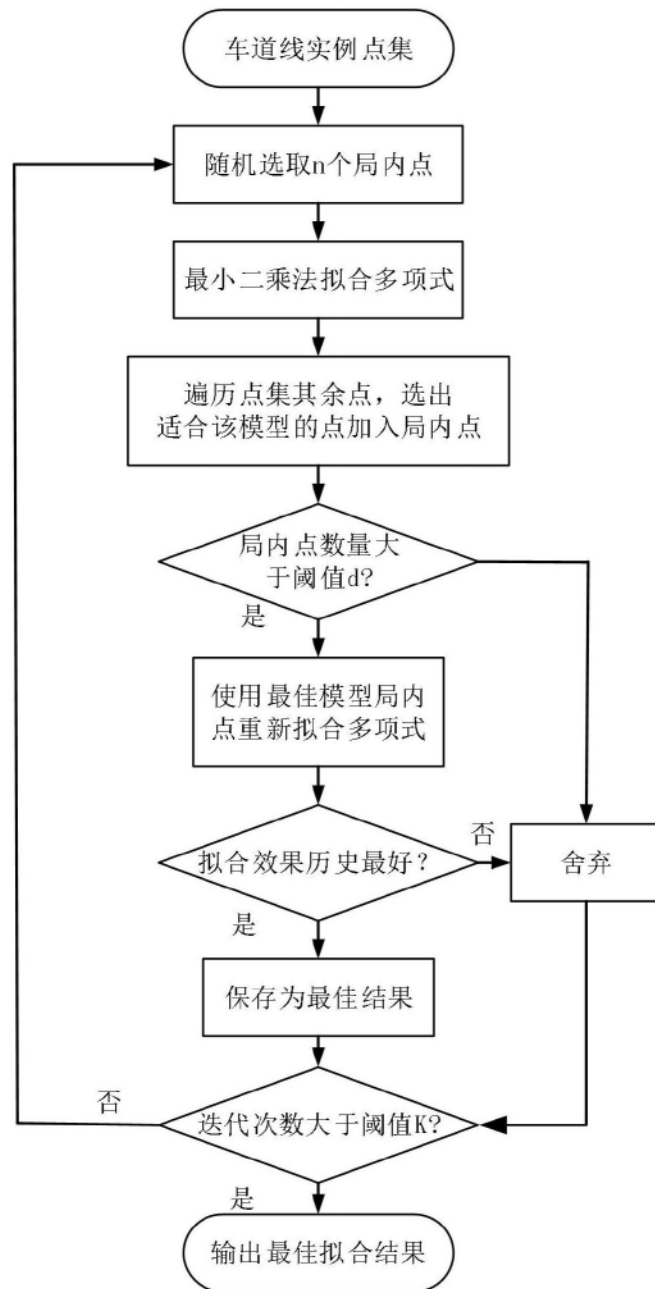 车道线实例点集
随机选取n个局内点
最小二乘法拟合多项式
遍历点集其余点，选出
适合该模型的点加入局内点
局内点数量大
于阈值d?
否
是
使用最佳模型局内
点重新拟合多项式
拟合效果历史最好？
否
舍弃
是
保存为最佳结果
迭代次数大于阈值K?
否
是
输出最佳拟合结果